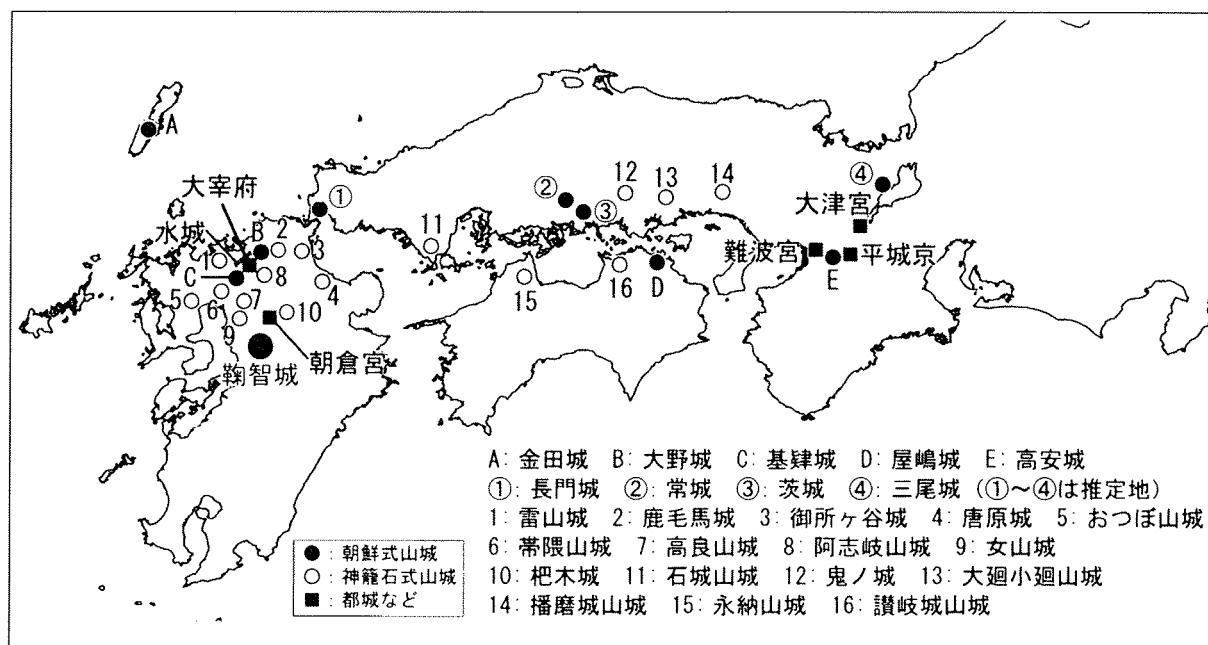 A
大宰府
水城
B
C
1
2
3
4
5
6
7
8
9
10
鞠智城
朝倉宮
①
11
②
③
12
13
14
15
16
D
④
大津宮
難波宮
平城京
E
A: 金田城 B: 大野城 C: 基肄城 D: 屋嶋城 E: 高安城
①: 長門城 ②: 常城 ③: 茨城 ④: 三尾城 (①～④は推定地)
1: 雷山城 2: 鹿毛馬城 3: 御所ヶ谷城 4: 唐原城 5: おつぼ山城
6: 帯隈山城 7: 高良山城 8: 阿志岐山城 9: 女山城
10: 杷木城 11: 石城山城 12: 鬼ノ城 13: 大廻小廻山城
14: 播磨城山城 15: 永納山城 16: 讃岐城山城
●: 朝鮮式山城
○: 神籠石式山城
■: 都城など